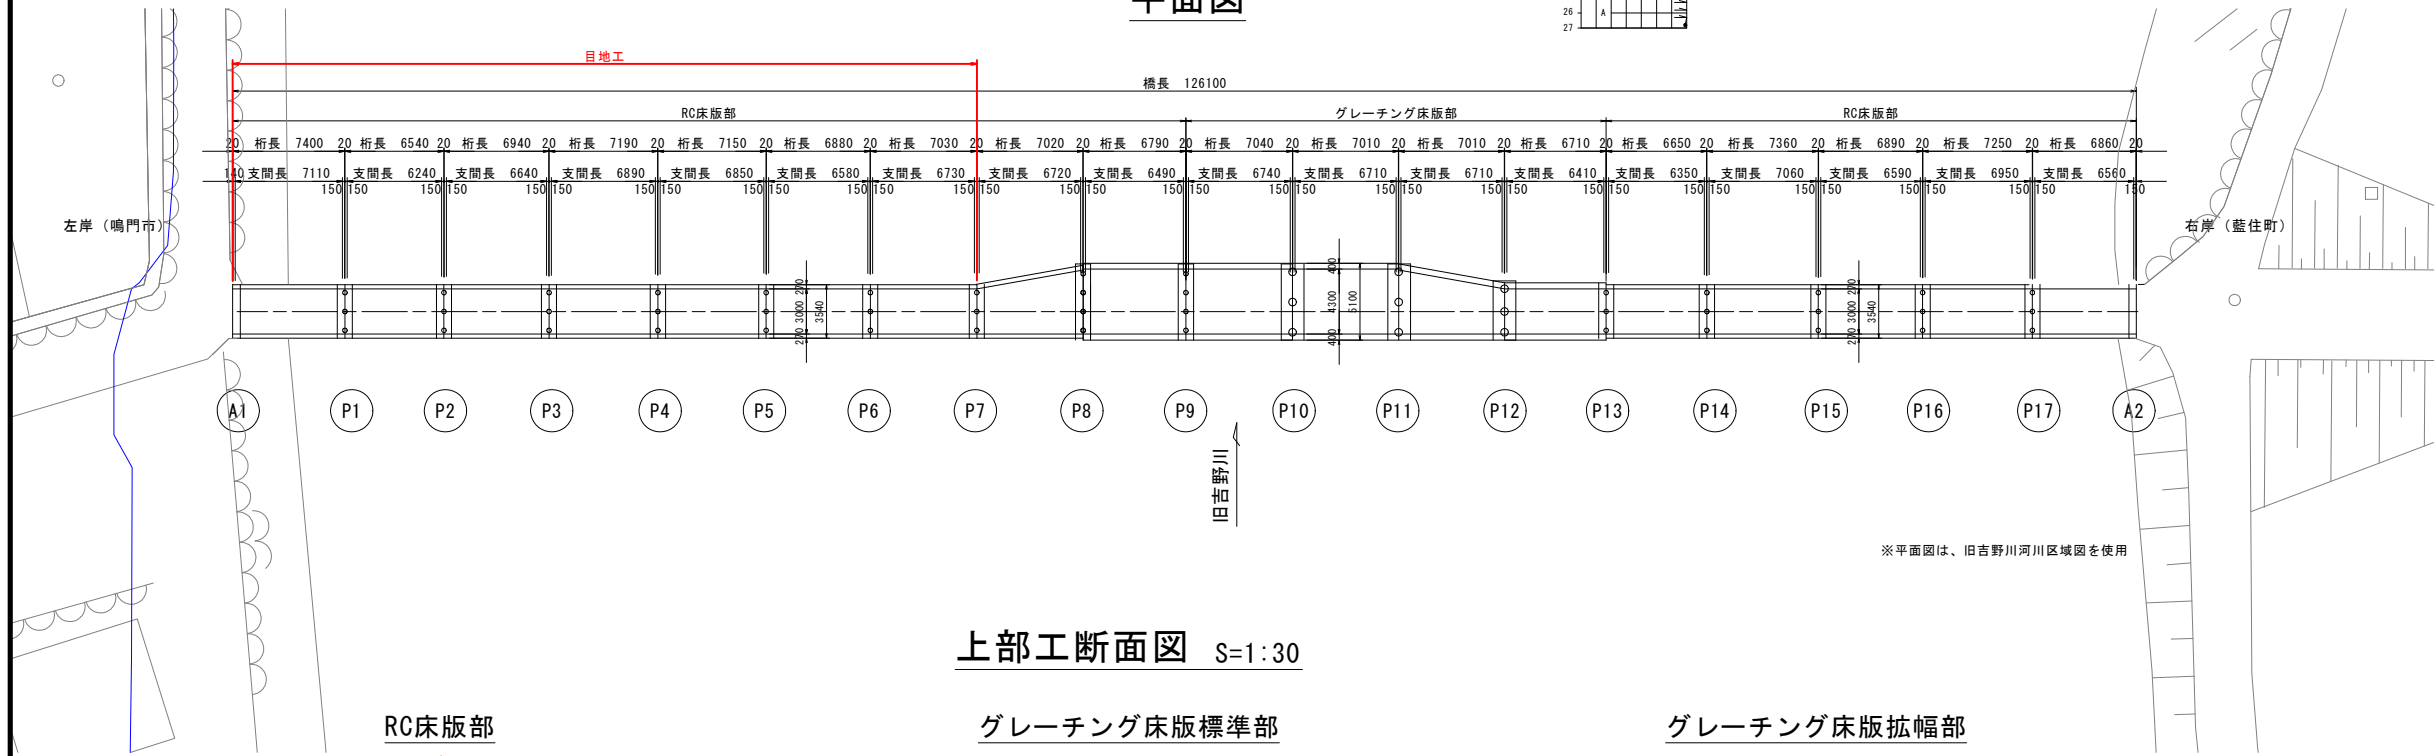 平面図
26 A
27
目地工
橋長 126100
RC床版部 グレーチング床版部 RC床版部
20 桁長 7400 20 桁長 6540 20 桁長 6940 20 桁長 7190 20 桁長 7150 20 桁長 6880 20 桁長 7030 20 桁長 7020 20 桁長 6790 20 桁長 7040 20 桁長 7010 20 桁長 7010 20 桁長 6710 20 桁長 6650 20 桁長 7360 20 桁長 6890 20 桁長 7250 20 桁長 6860 20
140 支間長 7110 支間長 6240 支間長 6640 支間長 6890 支間長 6850 支間長 6580 支間長 6730 支間長 6720 支間長 6490 支間長 6740 支間長 6710 支間長 6710 支間長 6410 支間長 6350 支間長 7060 支間長 6590 支間長 6950 支間長 6560
150 150 150 150 150 150 150 150 150 150 150 150 150 150 150 150 150 150 150 150 150 150 150 150 150 150 150 150 150 150 150 150 150 150 150
左岸(鳴門市) 右岸(藍住町)
270 3000 270
3540
400 4300 400
5100
270 3000 270
3540
A1 P1 P2 P3 P4 P5 P6 P7 P8 P9 P10 P11 P12 P13 P14 P15 P16 P17 A2
旧吉野川
※平面図は、旧吉野川河川区域図を使用
上部工断面図 S=1:30
RC床版部 グレーチング床版標準部 グレーチング床版拡幅部